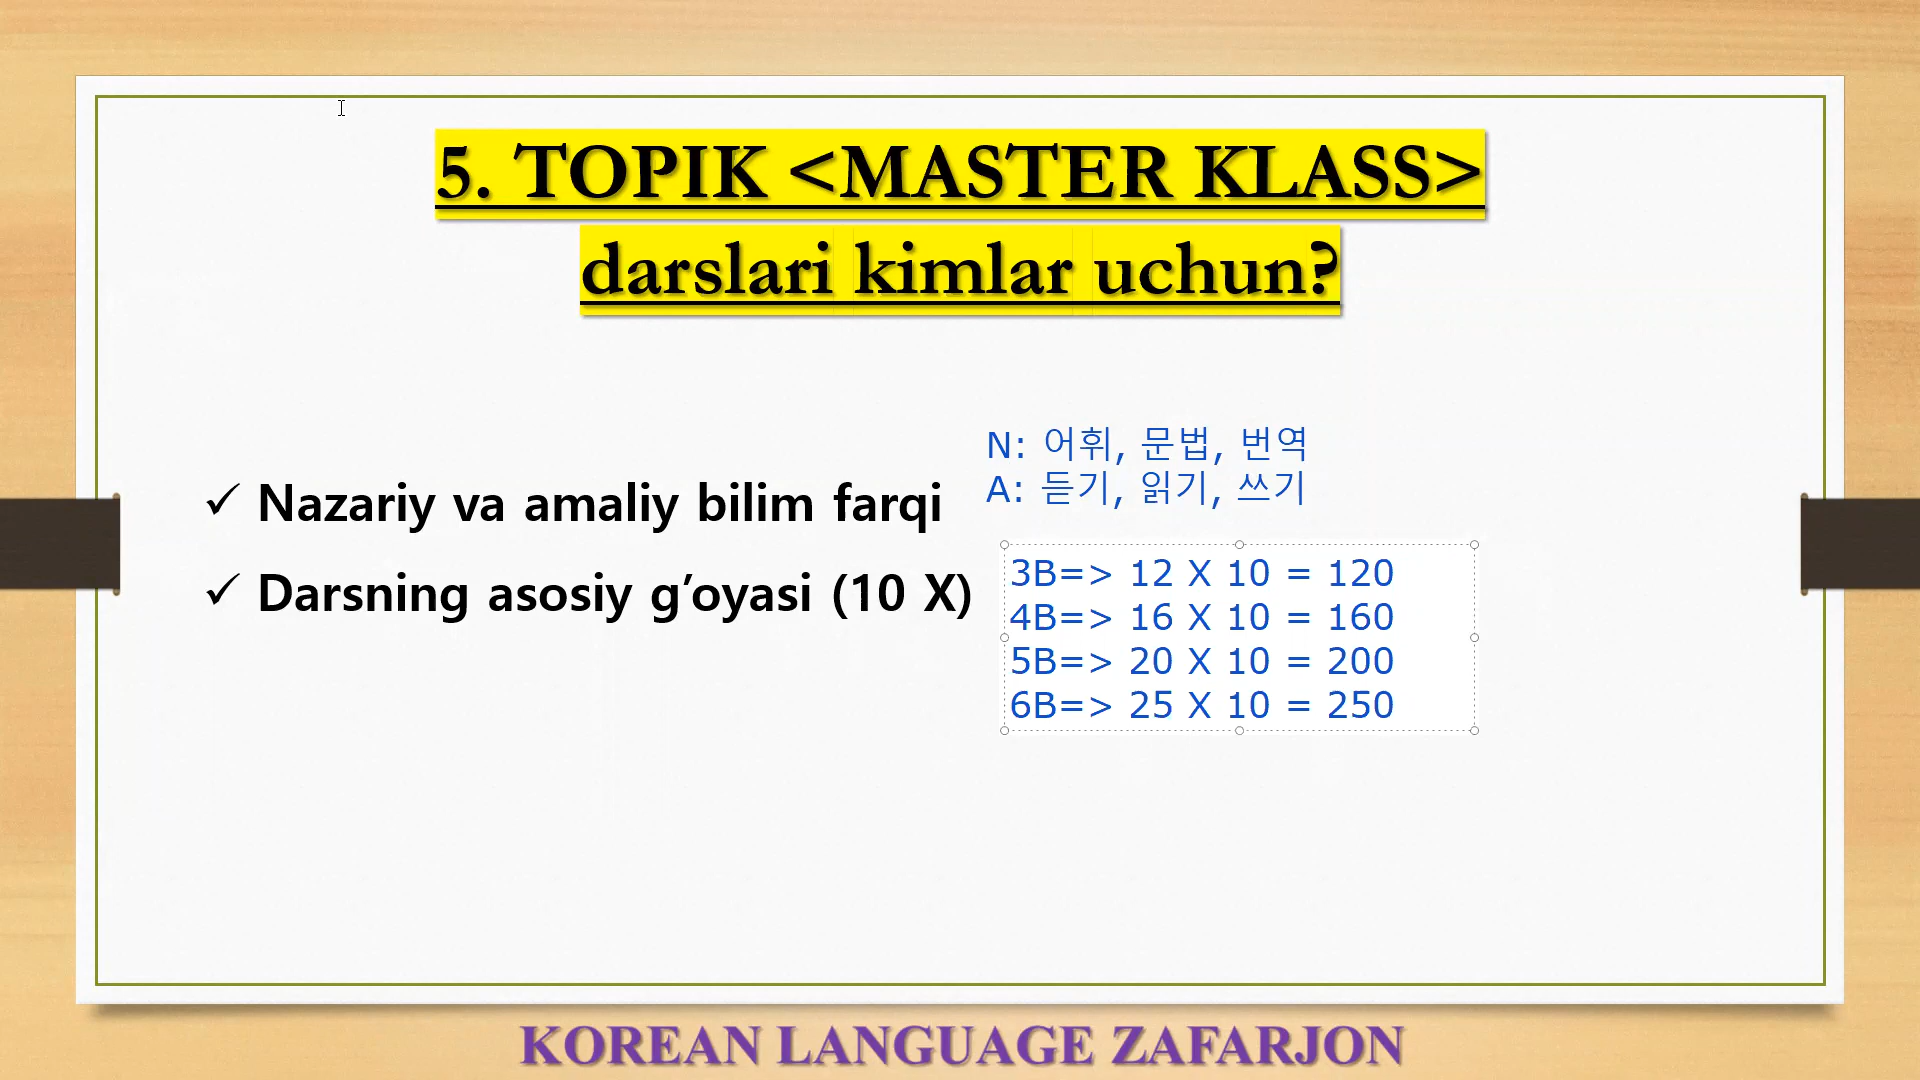 5. TOPIK <MASTER KLASS>
darslari kimlar uchun?
N: 어휘, 문법, 번역
A: 듣기, 읽기, 쓰기
✓ Nazariy va amaliy bilim farqi
✓ Darsning asosiy g’oyasi (10 X)
3B=> 12 X 10 = 120
4B=> 16 X 10 = 160
5B=> 20 X 10 = 200
6B=> 25 X 10 = 250
KOREAN LANGUAGE ZAFARJON